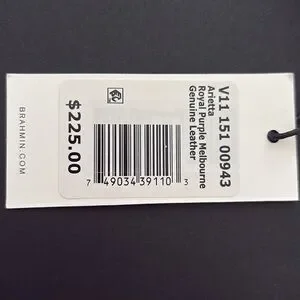 V11 151 00943
Arietta
Royal Purple Melbourne
Genuine Leather
7 49034 39110 3
$225.00
BRAHMIN.COM